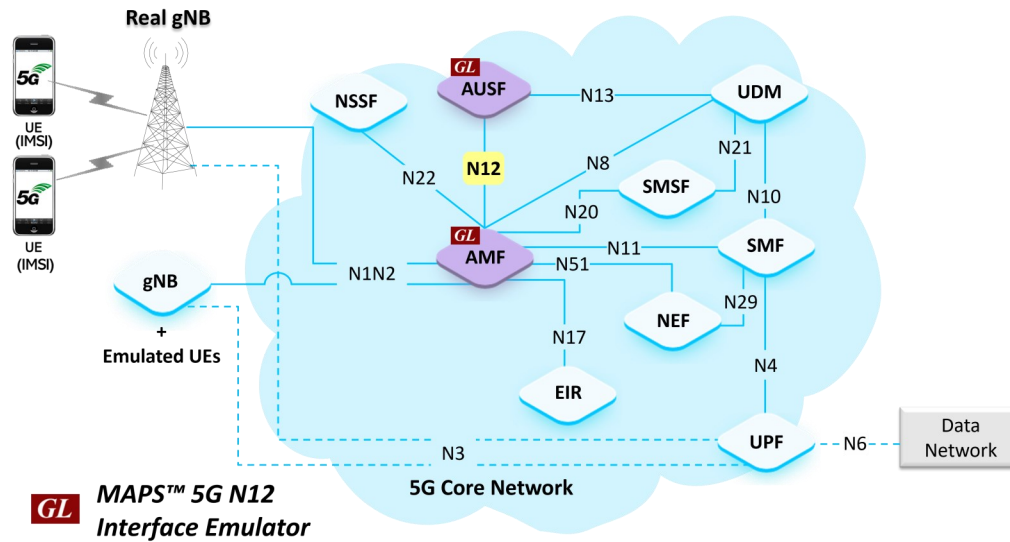 Real gNB
5G
UE
(IMSI)
5G
UE
(IMSI)
NSSF
GL
AUSF
N13
UDM
N12
N22
N8
N21
SMSF
N20
N10
GL
AMF
N11
SMF
N1N2
N51
gNB
N29
NEF
+
Emulated UEs
N17
N4
EIR
UPF
N6
Data
Network
N3
5G Core Network
GL
MAPS™ 5G N12
Interface Emulator